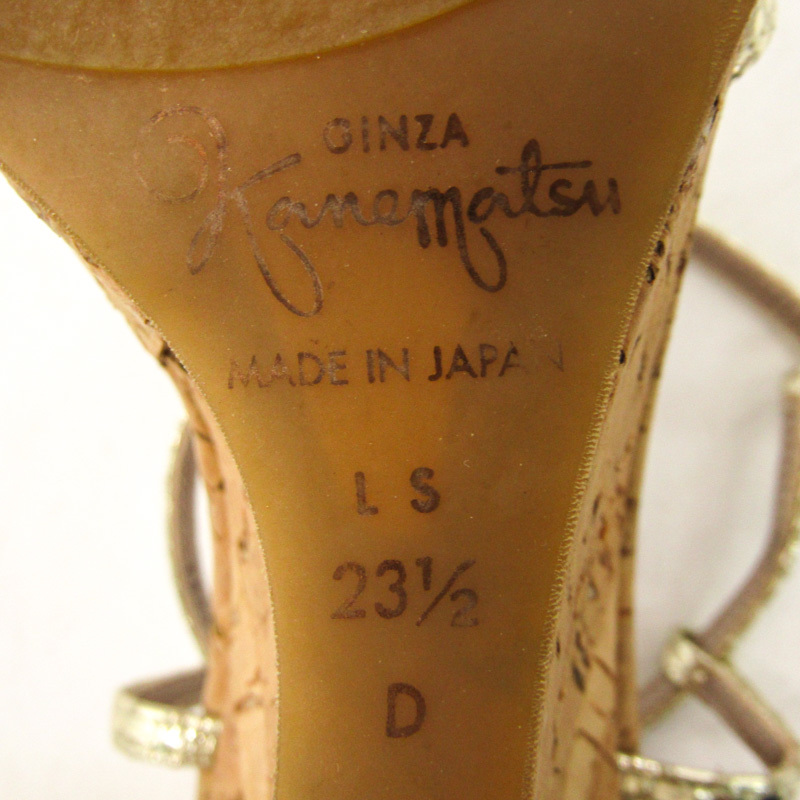 GINZA
Kanematsu
MADE IN JAPAN
L S
23½
D